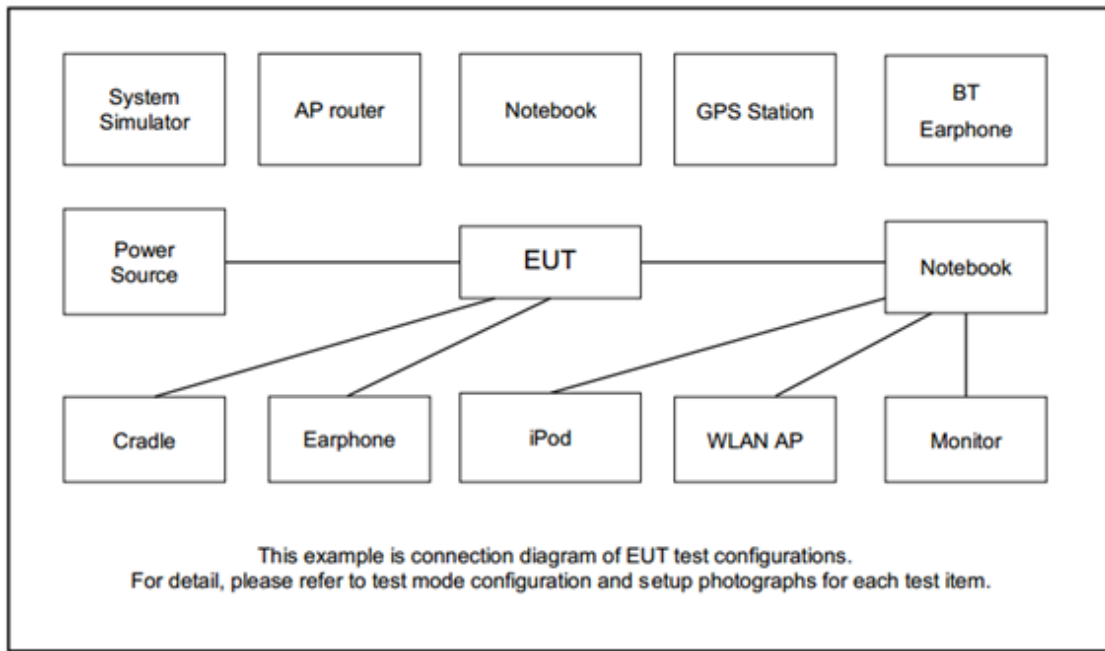 System
Simulator
AP router
Notebook
GPS Station
BT
Earphone
Power
Source
EUT
Notebook
Cradle
Earphone
iPod
WLAN AP
Monitor
This example is connection diagram of EUT test configurations.
For detail, please refer to test mode configuration and setup photographs for each test item.